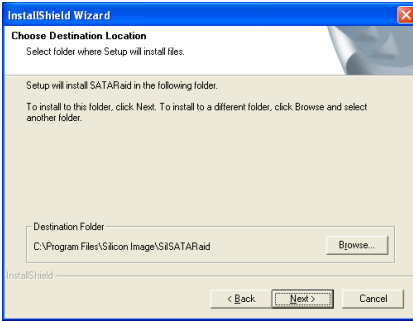 InstallShield Wizard
Choose Destination Location
Select folder where Setup will install files.
Setup will install SATARaid in the following folder.
To install to this folder, click Next. To install to a different folder, click Browse and select
another folder.
Destination Folder
C:\Program Files\Silicon Image\SilSATARaid
Browse...
InstallShield
< Back
Next >
Cancel